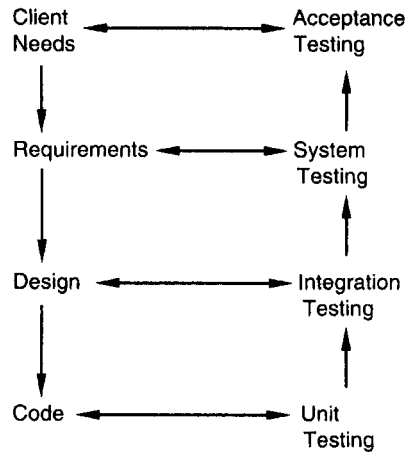 Client
Needs
Acceptance
Testing
Requirements
System
Testing
Design
Integration
Testing
Code
Unit
Testing